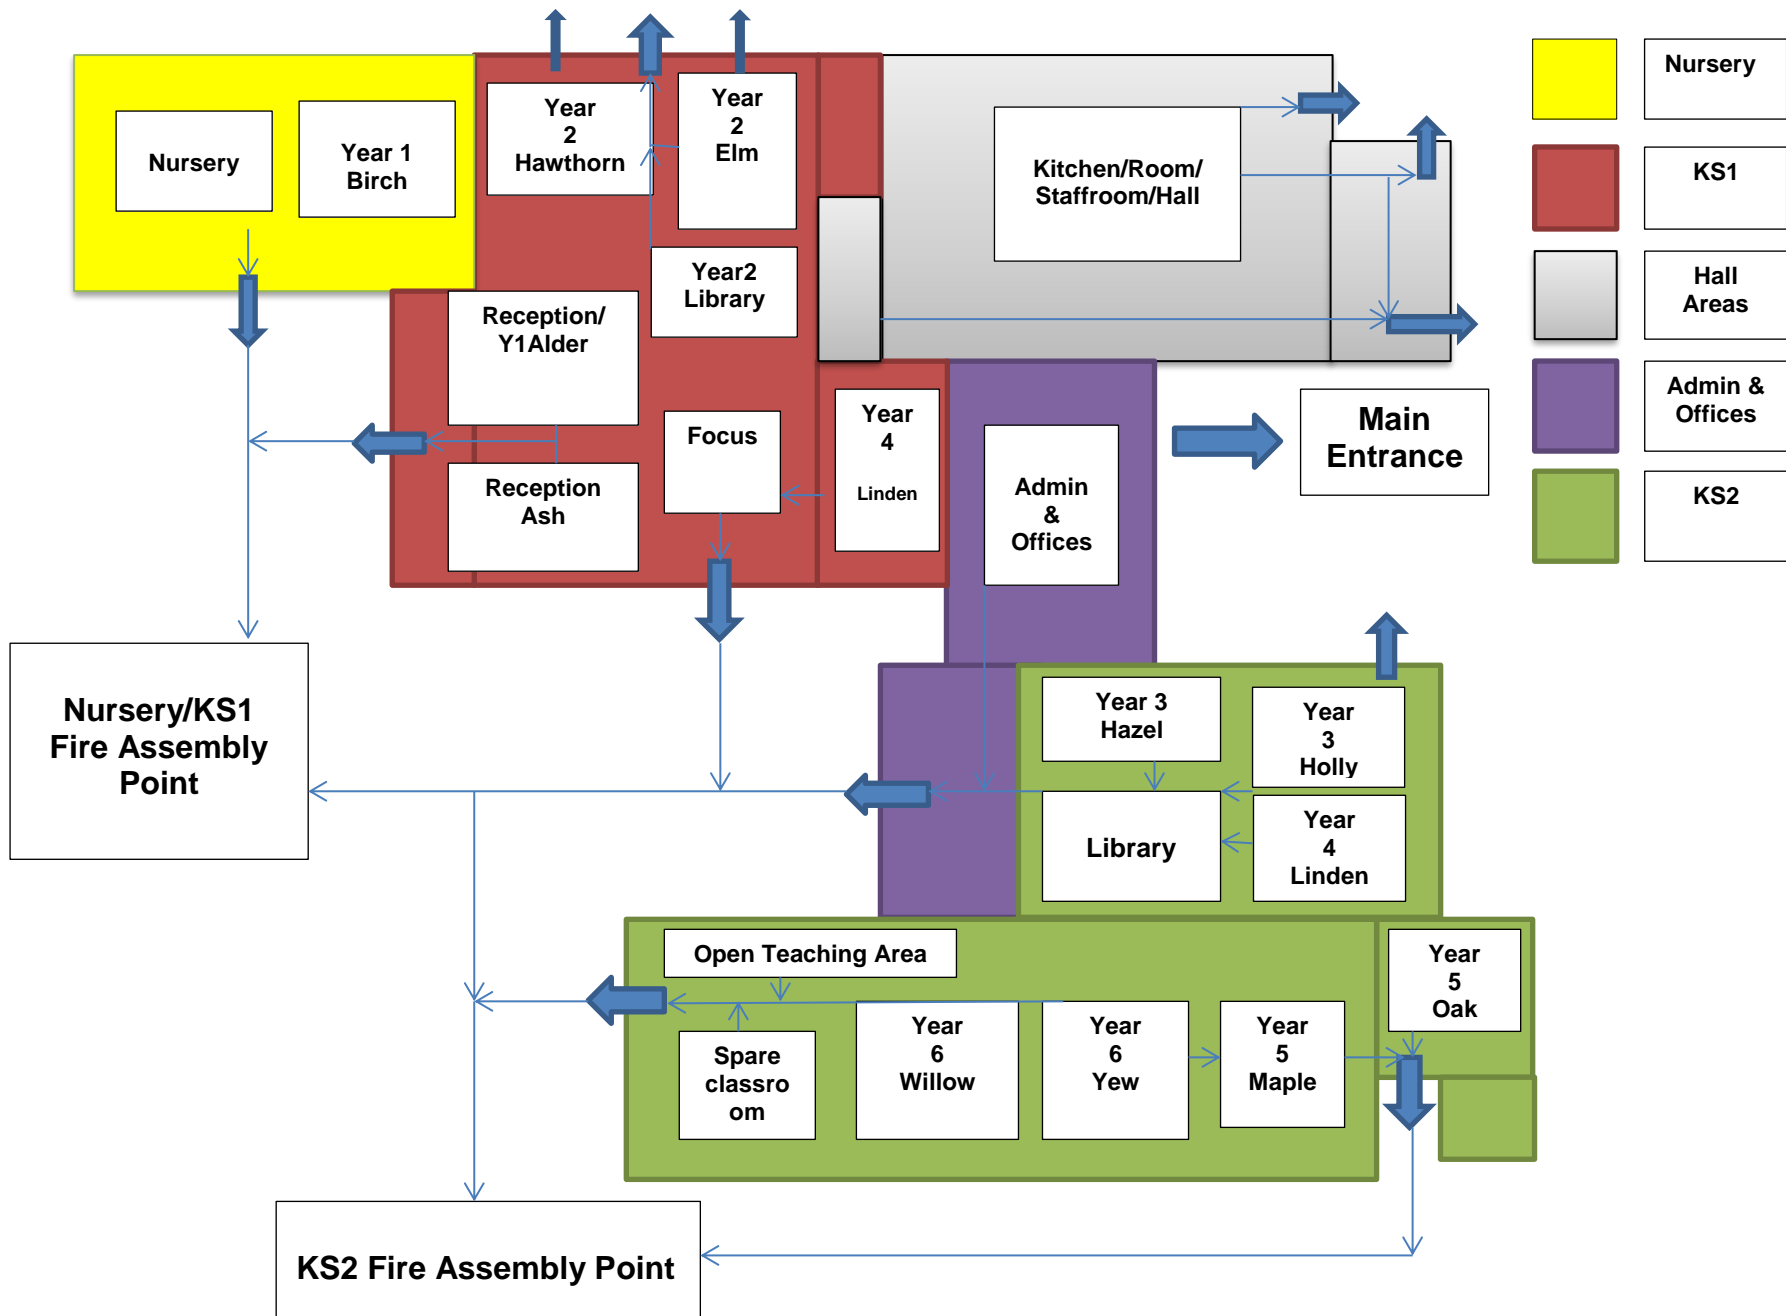 Nursery
Year 1
Birch
Year
2
Hawthorn
Year
2
Elm
Kitchen/Room/
Staffroom/Hall
Year2
Library
Reception/
Y1Alder
Reception
Ash
Focus
Year
4
Linden
Admin
&
Offices
Main
Entrance
Nursery
KS1
Hall
Areas
Admin &
Offices
KS2
Nursery/KS1
Fire Assembly
Point
Year 3
Hazel
Year
3
Holly
Library
Year
4
Linden
Open Teaching Area
Spare
classro
om
Year
6
Willow
Year
6
Yew
Year
5
Maple
Year
5
Oak
KS2 Fire Assembly Point